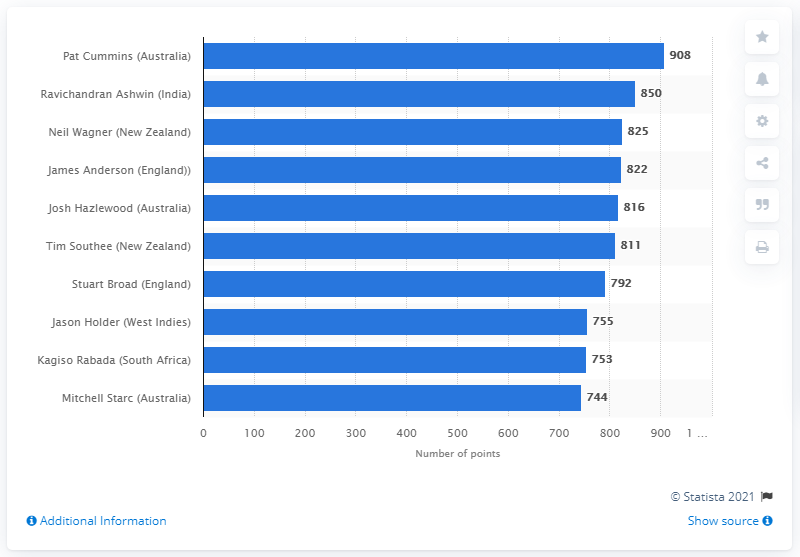 Pat Cummins (Australia) 908
Ravichandran Ashwin (India) 850
Neil Wagner (New Zealand) 825
James Anderson (England)) 822
Josh Hazlewood (Australia) 816
Tim Southee (New Zealand) 811
Stuart Broad (England) 792
Jason Holder (West Indies) 755
Kagiso Rabada (South Africa) 753
Mitchell Starc (Australia) 744
0 100 200 300 400 500 600 700 800 900 1 ...
Number of points
© Statista 2021
Additional Information
Show source